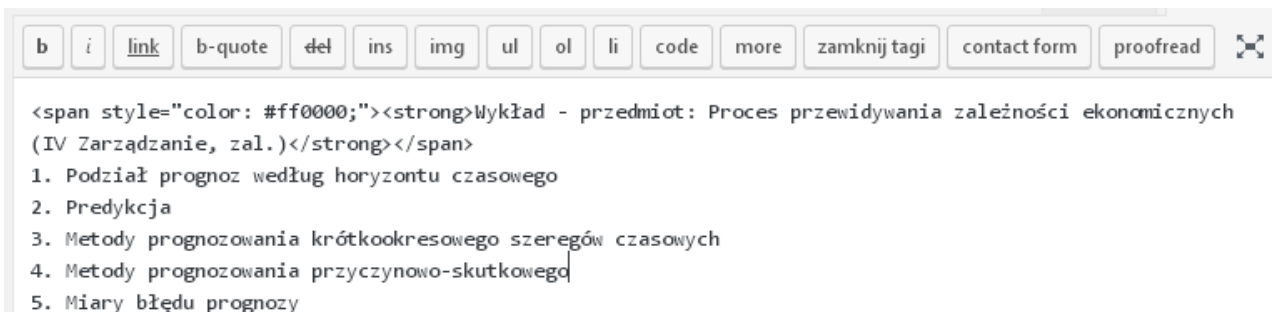 b i link b-quote del ins img ul ol li code more zamknij tagi contact form proofread
<span style="color: #ff0000;"><strong>Wykład - przedmiot: Proces przewidywania zależności ekonomicznych
(IV Zarządzanie, zal.)</strong></span>
1. Podział prognoz według horyzontu czasowego
2. Predykcja
3. Metody prognozowania krótkookresowego szeregów czasowych
4. Metody prognozowania przyczynowo-skutkowego
5. Miary błędu prognozy